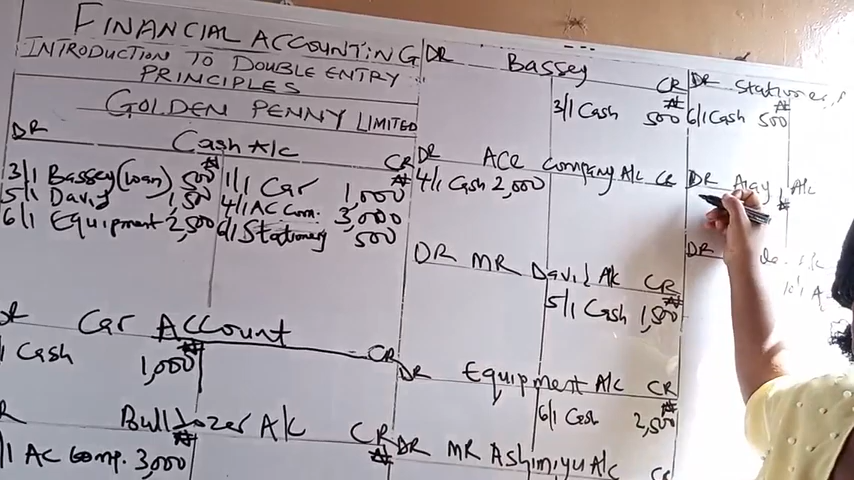 FINANCIAL ACCOUNTING
INTRODUCTION TO DOUBLE ENTRY
PRINCIPLES
GOLDEN PENNY LIMITED
DR Cash A/c CR
₦ ₦
3/1 Bassey (Loan) 500 1/1 Car 1,000
5/1 David 1,500 4/1 AC Com: 3,000
6/1 Equipment 2,500 6/1 Stationery 500
DR Car Account CR
₦
/1 Cash 1,000
R Bulldozer A/c CR
₦ ₦
/1 AC Comp. 3,000
DR Bassey CR
₦
3/1 Cash 500
DR ACE Company A/c CR
4/1 Cash 2,000
DR MR David A/c CR
₦
5/1 Cash 1,500
DR Equipment A/c CR
₦
6/1 Cash 2,500
DR MR Ashimiyu A/c CR
DR Stationery
₦
6/1 Cash 500
DR A/c
₦
DR